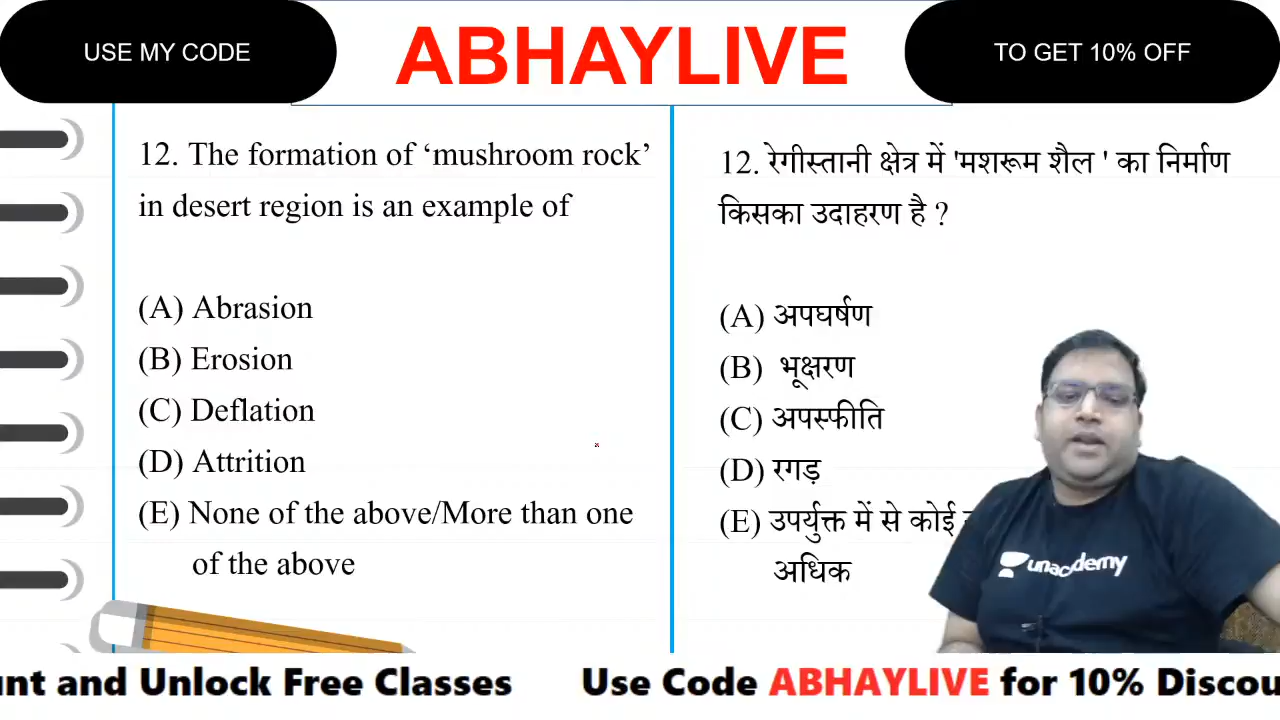 USE MY CODE
ABHAYLIVE
TO GET 10% OFF
12. The formation of ‘mushroom rock’
in desert region is an example of
(A) Abrasion
(B) Erosion
(C) Deflation
(D) Attrition
(E) None of the above/More than one
of the above
12. रेगीस्तानी क्षेत्र में 'मशरूम शैल ' का निर्माण
किसका उदाहरण है ?
(A) अपघर्षण
(B) भूक्षरण
(C) अपस्फीति
(D) रगड़
(E) उपर्युक्त में से कोई
अधिक
unacademy
and Unlock Free Classes
Use Code ABHAYLIVE for 10%